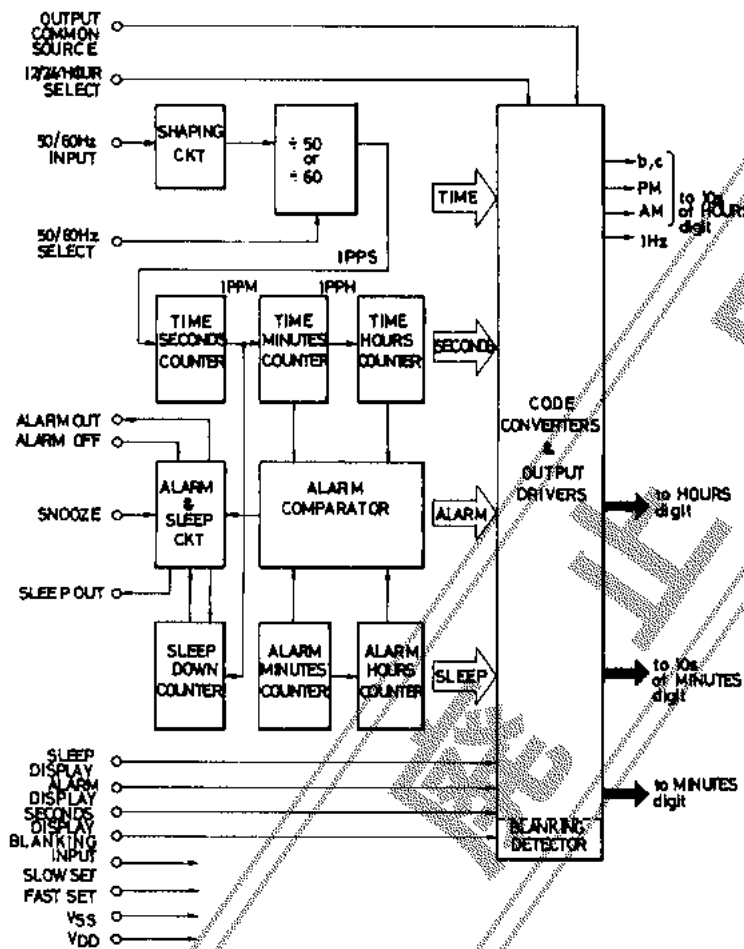 OUTPUT
COMMON
SOURCE
12/24 HOUR
SELECT
50/60Hz
INPUT
SHAPING
CKT
÷ 50
or
÷ 60
50/60Hz
SELECT
1PPS
TIME
b,c
PM
AM
1Hz
to 10s
of HOURS
digit
1PPM
1PPH
TIME
SECONDS
COUNTER
TIME
MINUTES
COUNTER
TIME
HOURS
COUNTER
SECONDS
CODE
CONVERTERS
&
OUTPUT
DRIVERS
ALARM OUT
ALARM OFF
SNOOZE
SLEEP OUT
ALARM
&
SLEEP
CKT
ALARM
COMPARATOR
ALARM
to HOURS
digit
SLEEP
DOWN
COUNTER
ALARM
MINUTES
COUNTER
ALARM
HOURS
COUNTER
SLEEP
to 10s
of MINUTES
digit
SLEEP
DISPLAY
ALARM
DISPLAY
SECONDS
DISPLAY
BLANKING
INPUT
SLOW SET
FAST SET
VSS
VDD
to MINUTES
digit
BLANKING
DETECTOR